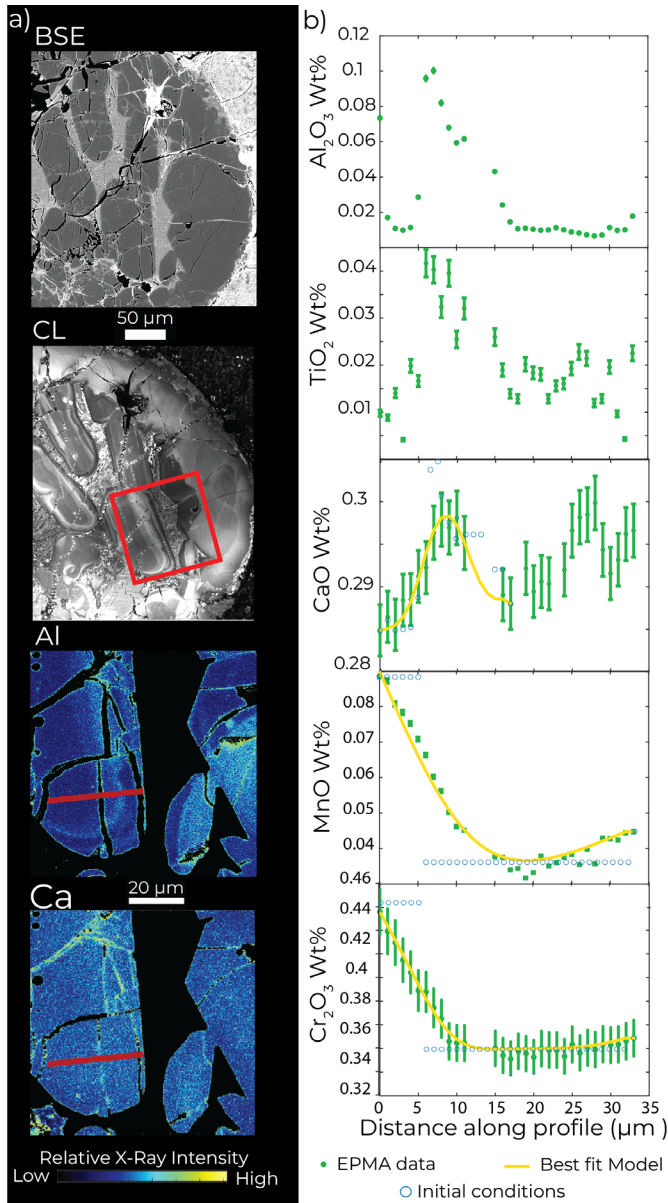 a)
BSE
50 µm
CL
Al
20 µm
Ca
Relative X-Ray Intensity
Low
High
b)
Al2O3 Wt%
0.1
0.12
0.08
0.06
0.04
0.02
TiO2 Wt%
0.04
0.03
0.02
0.01
CaO Wt%
0.3
0.29
0.28
MnO Wt%
0.08
0.06
0.05
0.04
0.46
Cr2O3 Wt%
0.44
0.4
0.38
0.36
0.34
0.32
0
5
10
15
20
25
30
35
Distance along profile (µm )
EPMA data
Best fit Model
Initial conditions